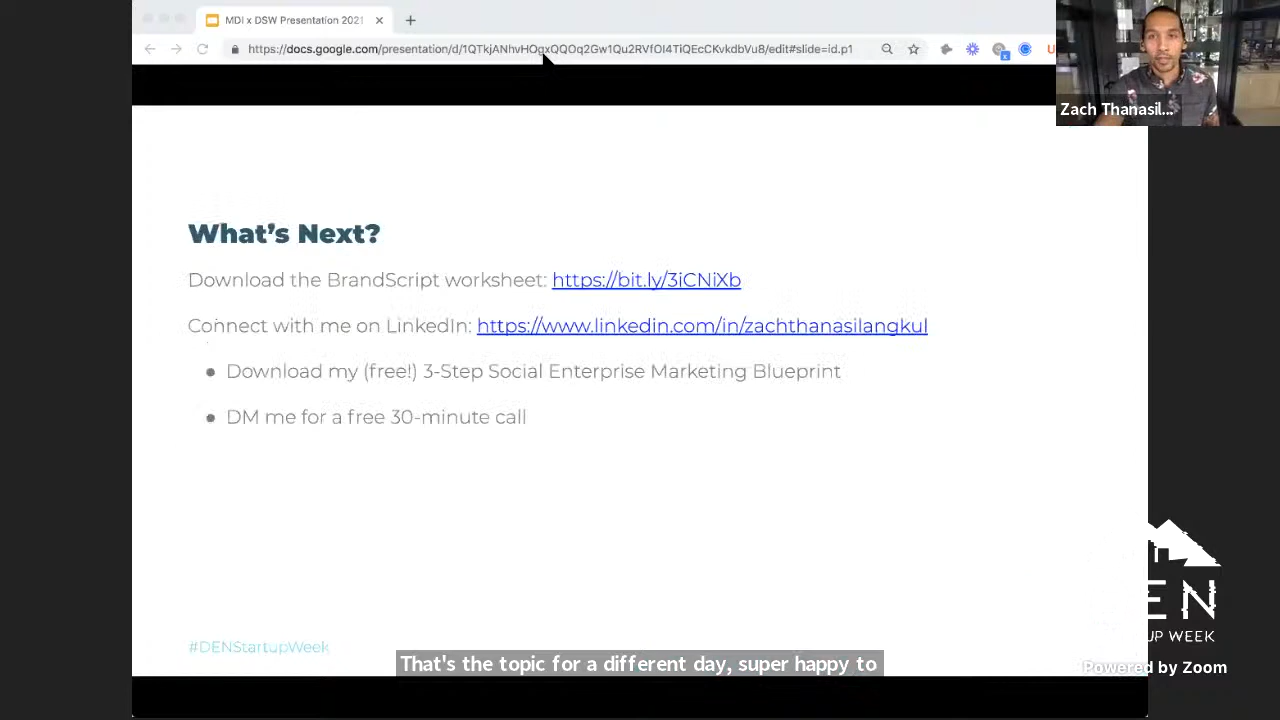 MDI x DSW Presentation 2021
https://docs.google.com/presentation/d/1QTkjANhvHOgxQQOq2Gw1Qu2RVfOI4TiQEcCKvkdbVu8/edit#slide=id.p1
Zach Thanasil...
What's Next?
Download the BrandScript worksheet: https://bit.ly/3iCNiXb
Connect with me on LinkedIn: https://www.linkedin.com/in/zachthanasilangkul
● Download my (free!) 3-Step Social Enterprise Marketing Blueprint
● DM me for a free 30-minute call
EN
UP WEEK
#DENStartupWeek
That's the topic for a different day, super happy to
Powered by Zoom